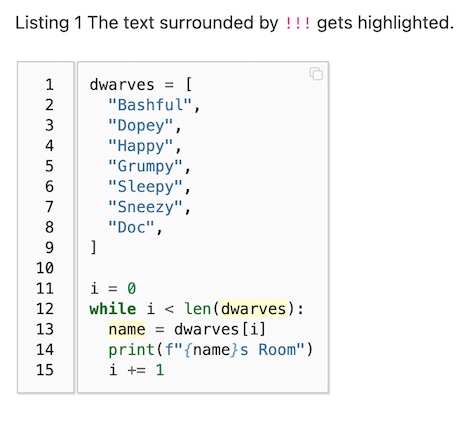 Listing 1 The text surrounded by !!! gets highlighted.
1 dwarves = [
2   "Bashful",
3   "Dopey",
4   "Happy",
5   "Grumpy",
6   "Sleepy",
7   "Sneezy",
8   "Doc",
9 ]
10
11 i = 0
12 while i < len(dwarves):
13   name = dwarves[i]
14   print(f"{name}s Room")
15   i += 1